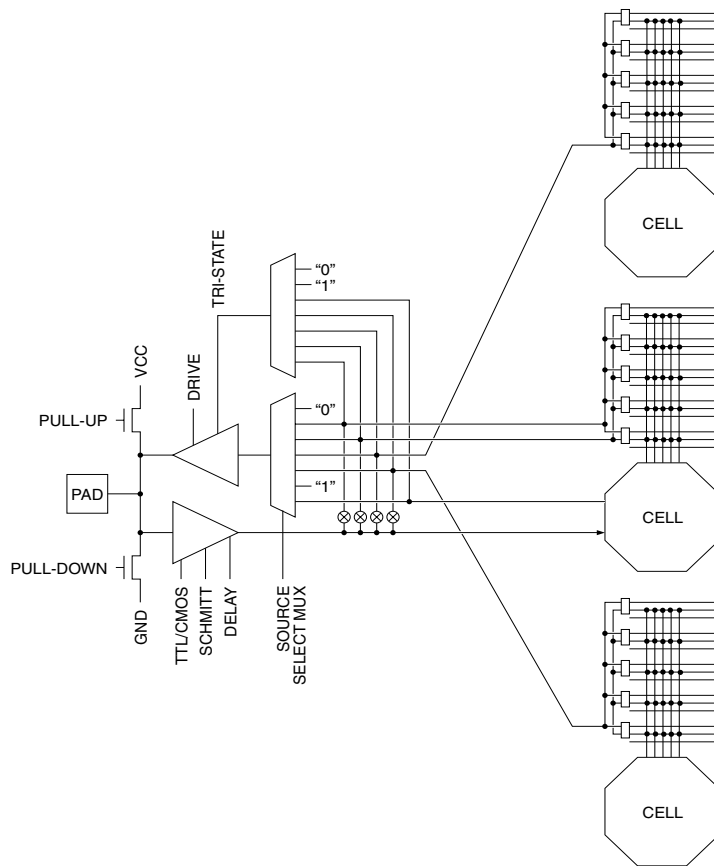 CELL
"0"
"1"
TRI-STATE
VCC
DRIVE
PULL-UP
"0"
PAD
"1"
CELL
PULL-DOWN
GND
TTL/CMOS
SCHMITT
DELAY
SOURCE
SELECT MUX
CELL